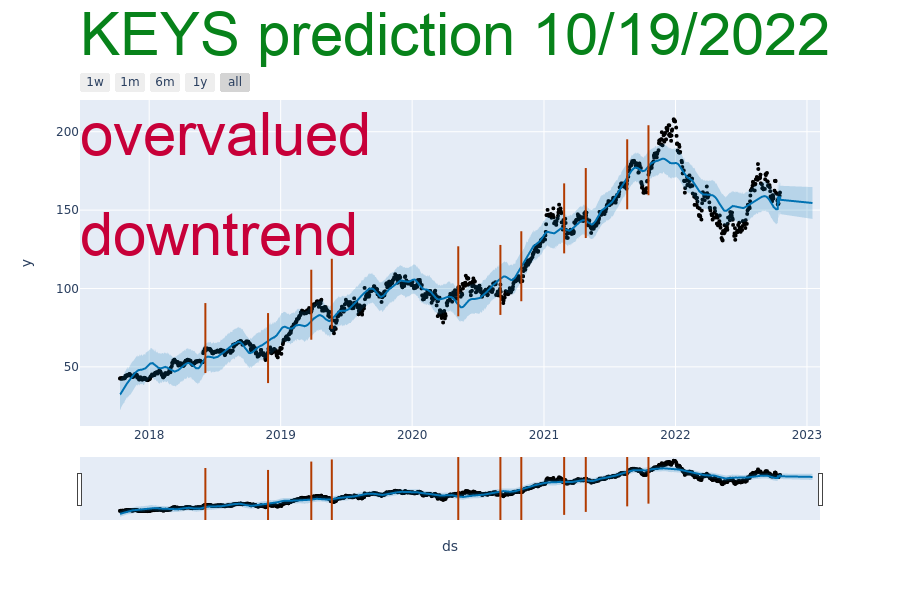 KEYS prediction 10/19/2022
1w 1m 6m 1y all
200
overvalued
150
downtrend
100
50
y
2018 2019 2020 2021 2022 2023
ds